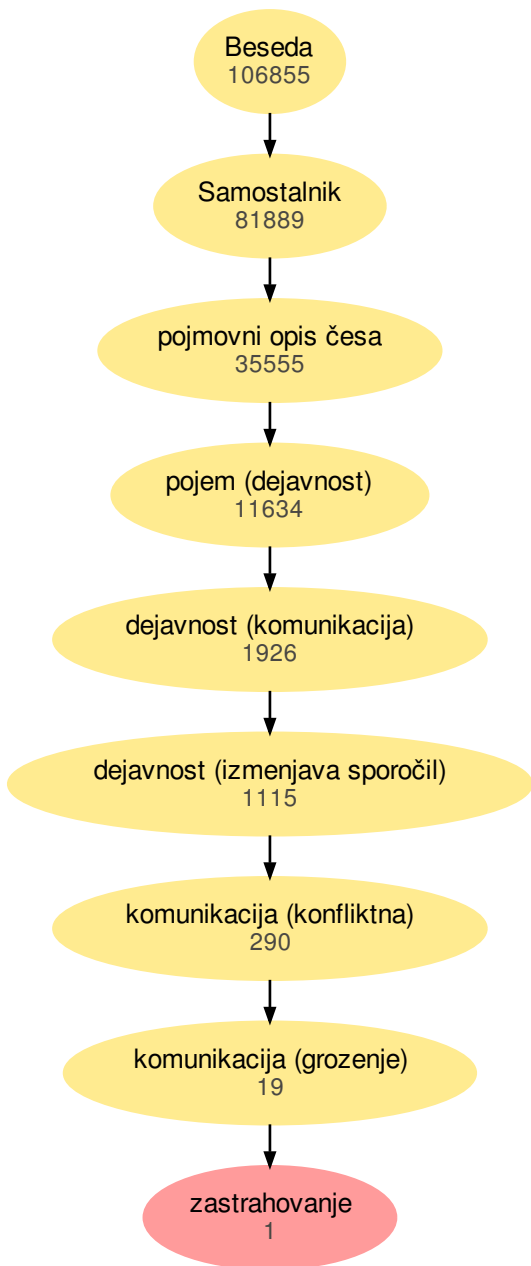 Beseda
106855
Samostalnik
81889
pojmovni opis česa
35555
pojem (dejavnost)
11634
dejavnost (komunikacija)
1926
dejavnost (izmenjava sporočil)
1115
komunikacija (konfliktna)
290
komunikacija (grozenje)
19
zastrahovanje
1